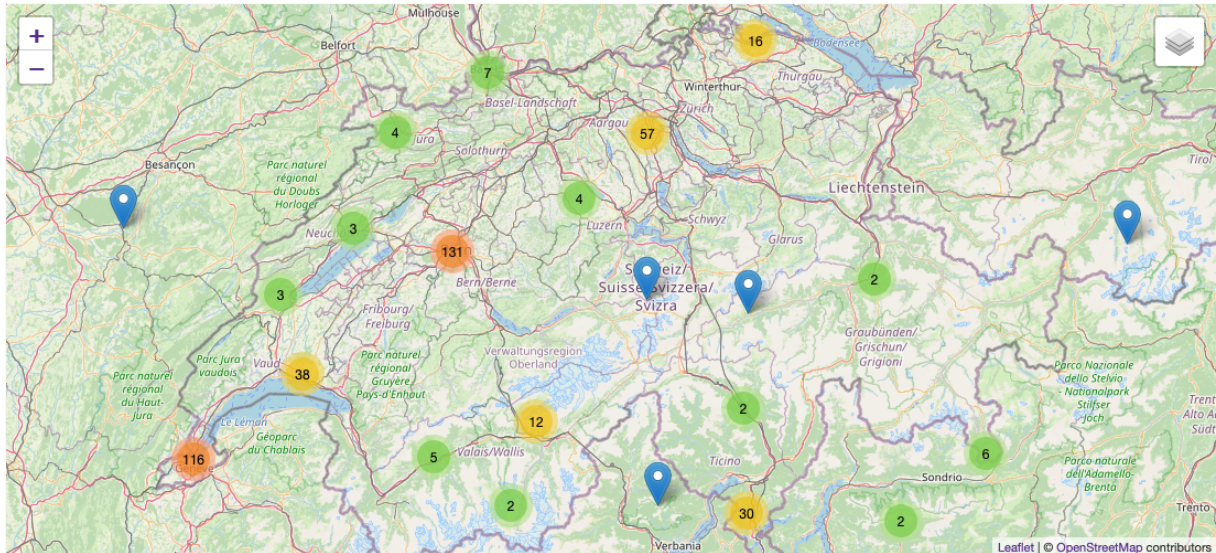 Mulhouse
+
−
Belfort
16
Bodensee
Thurgau
7
Winterthur
Basel-Landschaft
Zürich
Aargau
57
4
Jura
Solothurn
Besançon
Parc naturel
régional
du Doubs
Horloger
Tirol
Liechtenstein
4
Luzern
Schwyz
3
Glarus
131
Bern/Berne
Suisse/Svizzera/
Svizra
2
3
Fribourg/
Freiburg
Graubünden/
Grischun/
Grigioni
Verwaltungsregion
Oberland
Parc Jura
vaudois
Vaud
Parc naturel
régional
Gruyère
Pays-d'Enhaut
38
Parc naturel
régional
du Haut-
Jura
Parco Nazionale
dello Stelvio
- Nationalpark
Stilfser
Joch
Le Léman
Géoparc
du Chablais
12
2
116
Genève
5
Valais/Wallis
Ticino
6
Sondrio
Parco naturale
dell'Adamello-
Brenta
2
30
2
Trento
Verbania
Leaflet | © OpenStreetMap contributors